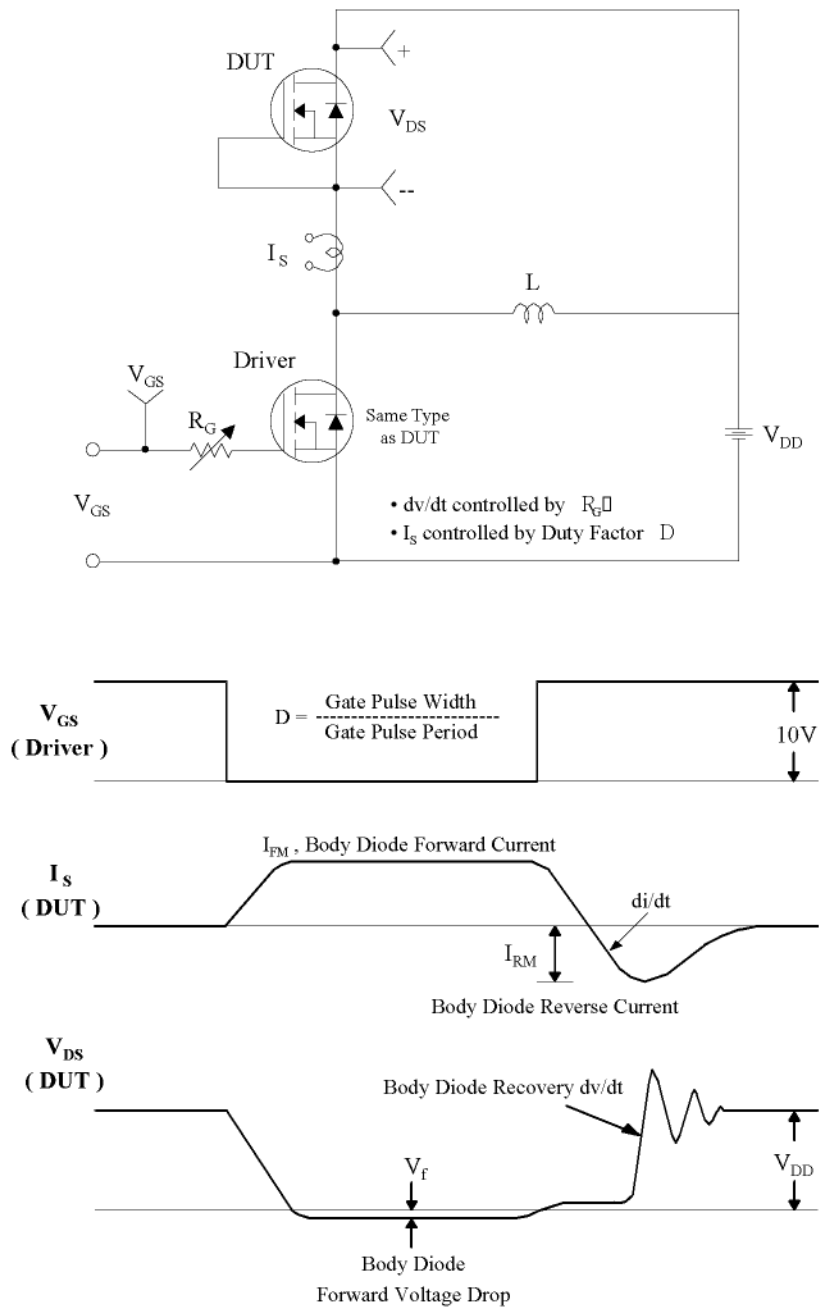 DUT
+
V_DS
--
I_S
L
Driver
V_GS
R_G
Same Type
as DUT
V_DD
V_GS
• dv/dt controlled by R_G▯
• I_S controlled by Duty Factor D
V_GS
( Driver )
D = Gate Pulse Width
Gate Pulse Period
10V
I_FM , Body Diode Forward Current
I_S
( DUT )
di/dt
I_RM
Body Diode Reverse Current
V_DS
( DUT )
Body Diode Recovery dv/dt
V_f
V_DD
Body Diode
Forward Voltage Drop